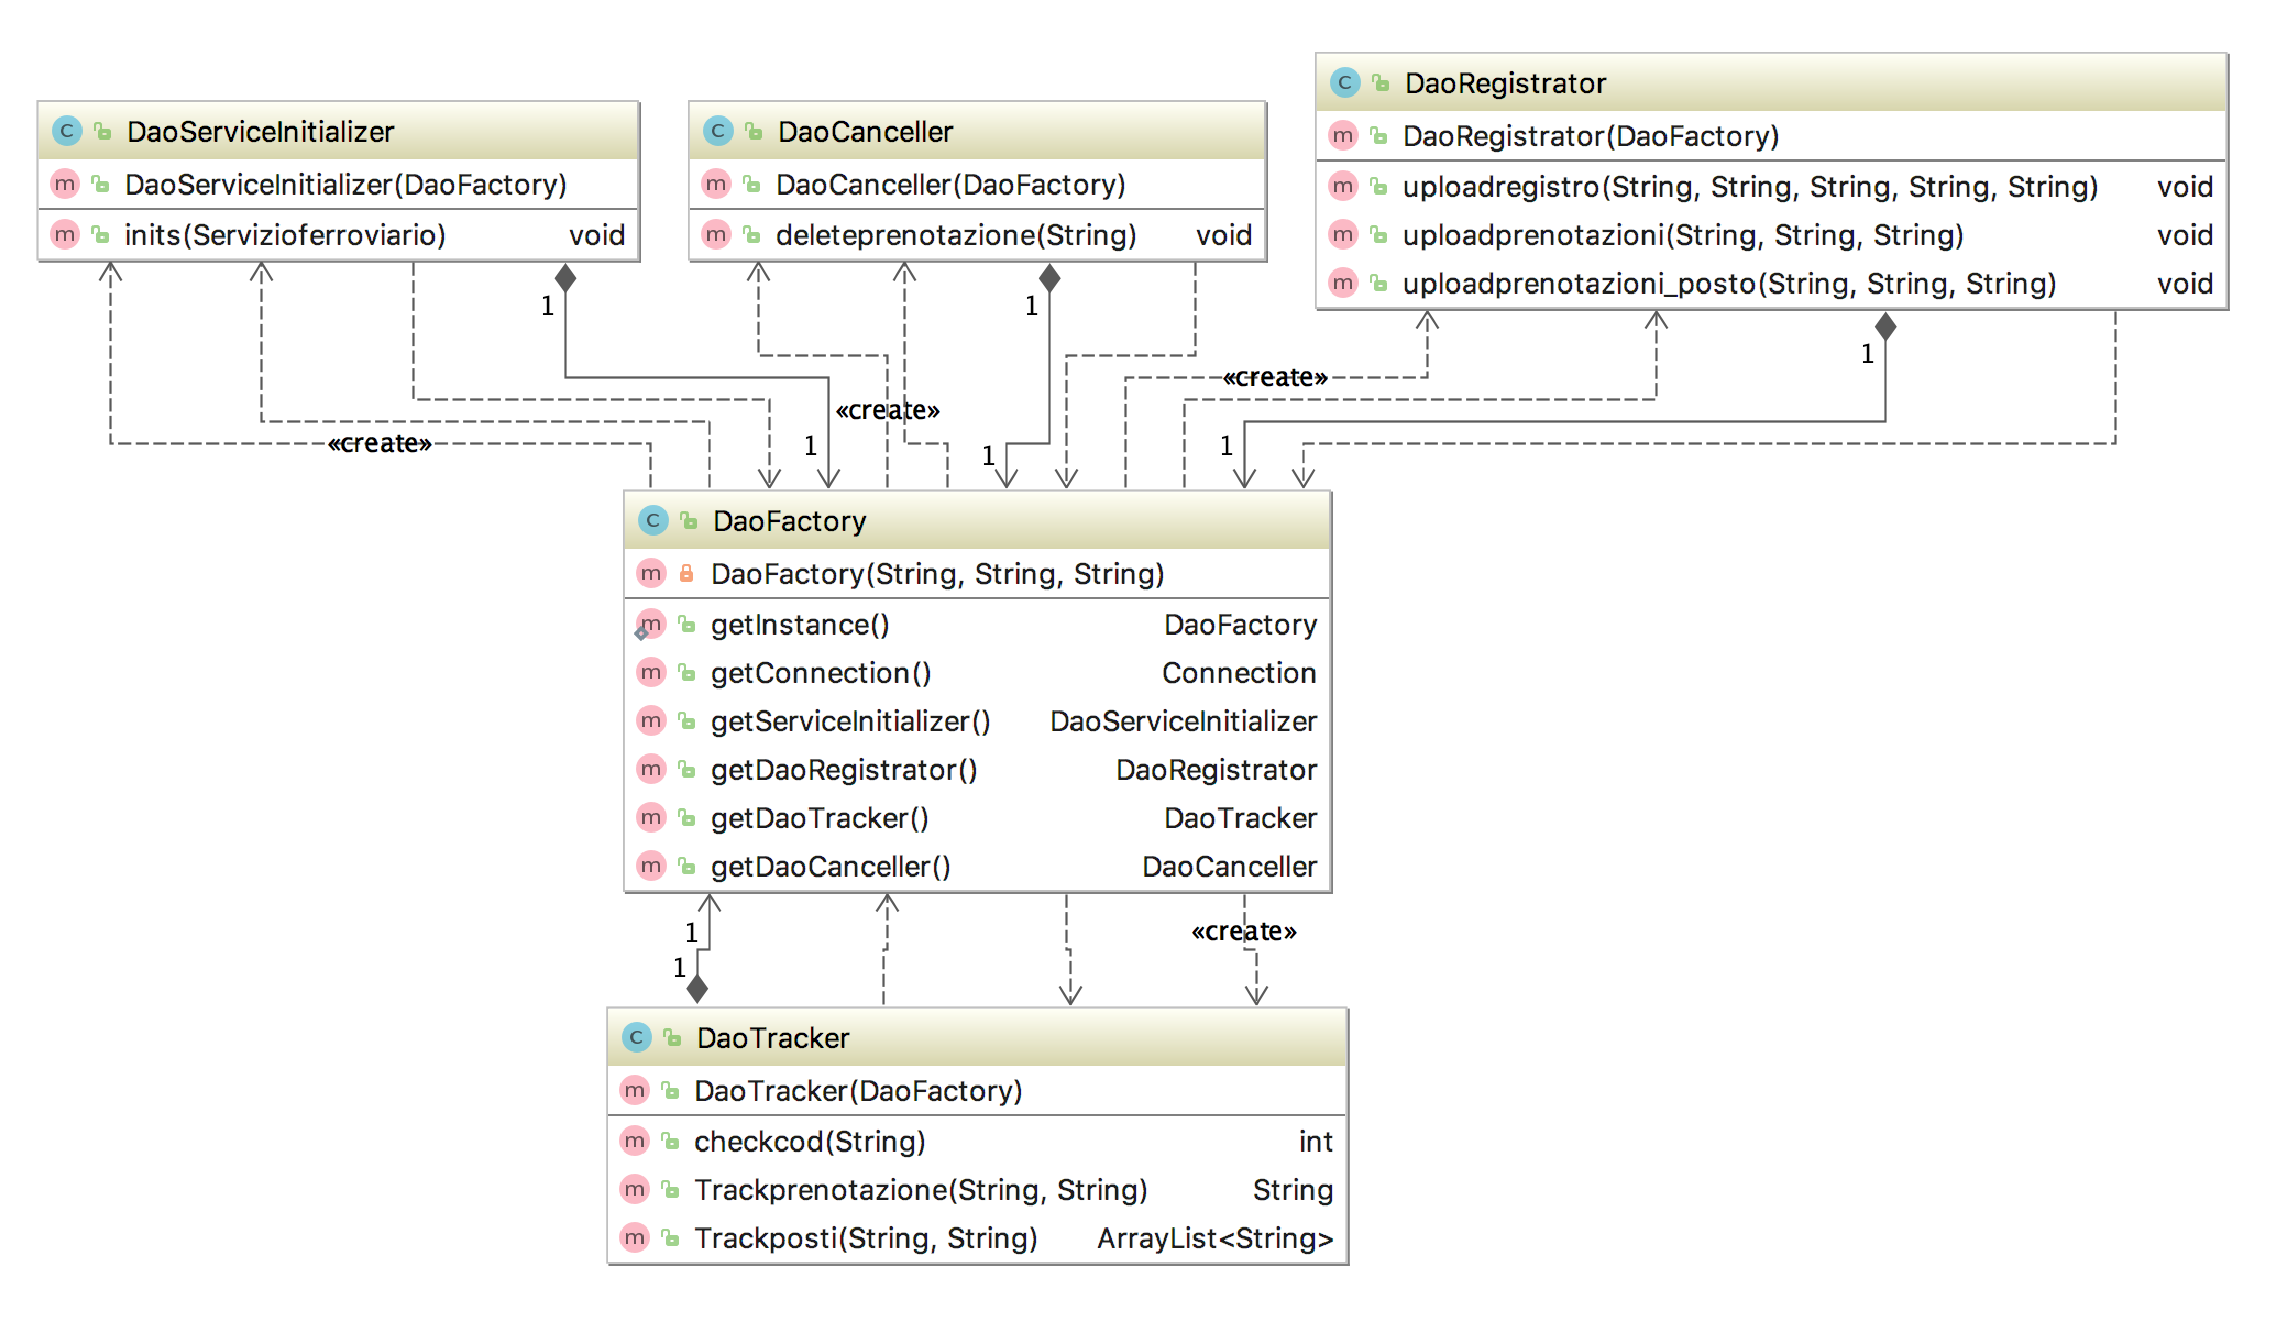 DaoServiceInitializer
DaoServiceInitializer(DaoFactory)
inits(Servizioferroviario) void
DaoCanceller
DaoCanceller(DaoFactory)
deleteprenotazione(String) void
DaoRegistrator
DaoRegistrator(DaoFactory)
uploadregistro(String, String, String, String, String) void
uploadprenotazioni(String, String, String) void
uploadprenotazioni_posto(String, String, String) void
1
1
1
«create»
«create»
«create»
1
1
1
DaoFactory
DaoFactory(String, String, String)
getInstance() DaoFactory
getConnection() Connection
getServiceInitializer() DaoServiceInitializer
getDaoRegistrator() DaoRegistrator
getDaoTracker() DaoTracker
getDaoCanceller() DaoCanceller
1
«create»
1
DaoTracker
DaoTracker(DaoFactory)
checkcod(String) int
Trackprenotazione(String, String) String
Trackposti(String, String) ArrayList<String>